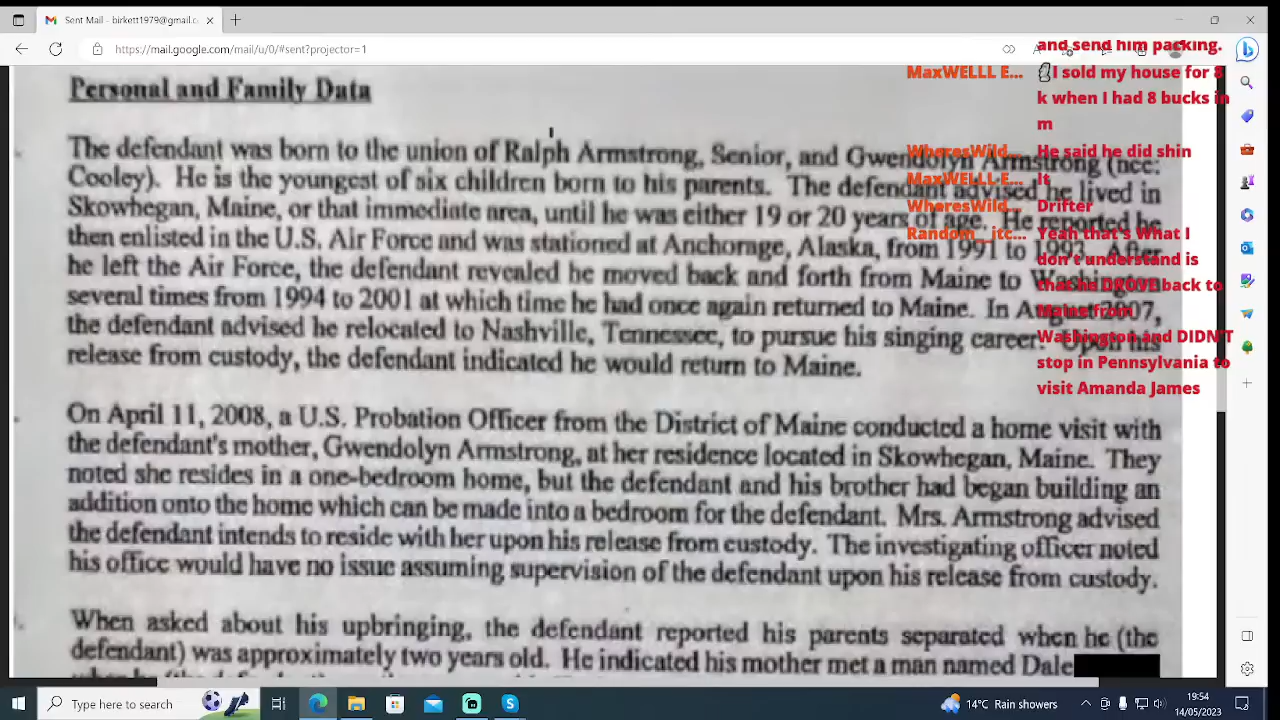 Sent Mail - birkett1979@gmail.c
https://mail.google.com/mail/u/0/#sent?projector=1
Personal and Family Data
The defendant was born to the union of Ralph Armstrong, Senior, and Gwendolyn Armstrong (nee:
Cooley). He is the youngest of six children born to his parents. The defendant advised he lived in
Skowhegan, Maine, or that immediate area, until he was either 19 or 20 years of age. He reported he
then enlisted in the U.S. Air Force and was stationed at Anchorage, Alaska, from 1991 to After
he left the Air Force, the defendant revealed he moved back and forth from Maine to Washington
several times from 1994 to 2001 at which time he had once again returned to Maine. In August 2007,
the defendant advised he relocated to Nashville, Tennessee, to pursue his singing career. Upon his
release from custody, the defendant indicated he would return to Maine.
On April 11, 2008, a U.S. Probation Officer from the District of Maine conducted a home visit with
the defendant's mother, Gwendolyn Armstrong, at her residence located in Skowhegan, Maine. They
noted she resides in a one-bedroom home, but the defendant and his brother had began building an
addition onto the home which can be made into a bedroom for the defendant. Mrs. Armstrong advised
the defendant intends to reside with her upon his release from custody. The investigating officer noted
his office would have no issue assuming supervision of the defendant upon his release from custody.
When asked about his upbringing, the defendant reported his parents separated when he (the
defendant) was approximately two years old. He indicated his mother met a man named Dale
and send him packing.
MaxWELLL E... I sold my house for 8
k when I had 8 bucks in
m
WheresWild... He said he did shin
MaxWELLL E... It
WheresWild... Drifter
Random_jtc... Yeah that's What I
don't understand is
that he DROVE back to
Maine from
Washington and DIDN'T
stop in Pennsylvania to
visit Amanda James
Type here to search
14°C Rain showers
15:54
14/05/2023